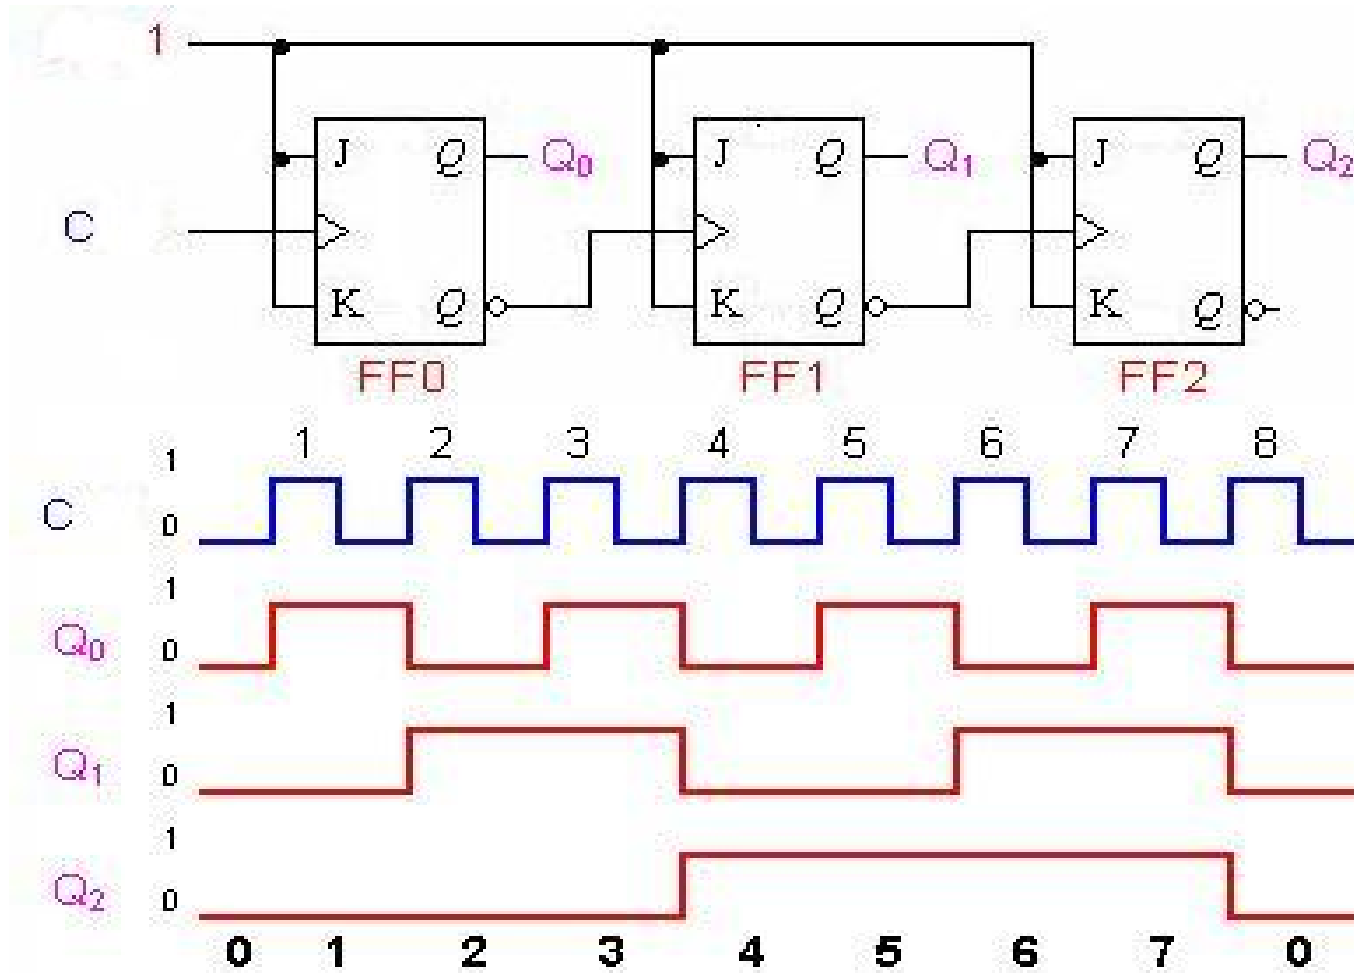 1
J Q Q0 J Q Q1 J Q Q2
C
K Q K Q K Q
FF0 FF1 FF2
1 2 3 4 5 6 7 8
1
C 0
1
Q0 0
1
Q1 0
1
Q2 0
0 1 2 3 4 5 6 7 0